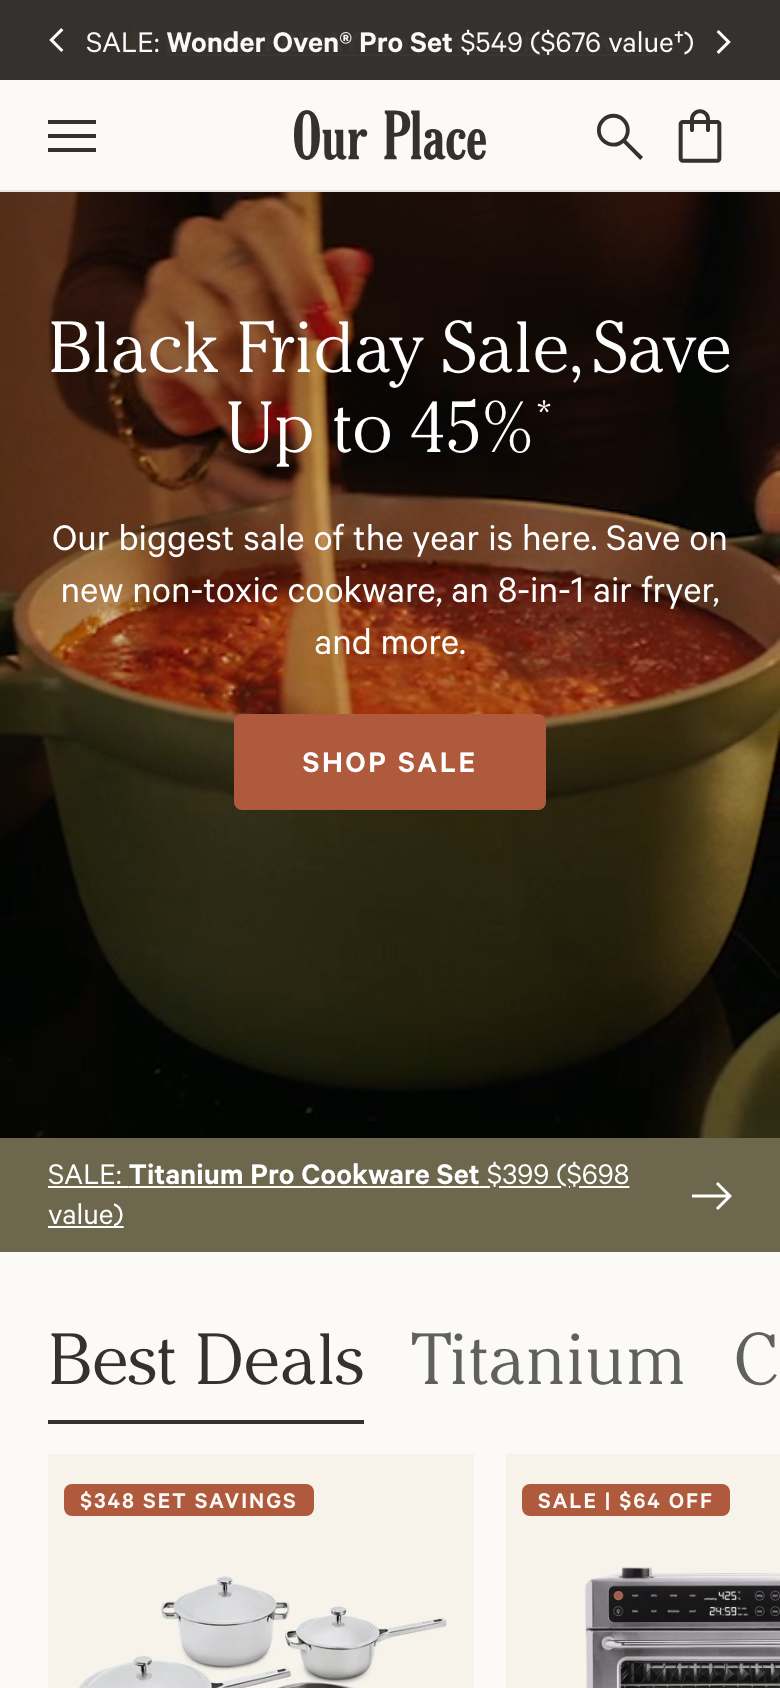 SALE: Wonder Oven® Pro Set $549 ($676 value†)
Our Place
Black Friday Sale, Save
Up to 45%*
Our biggest sale of the year is here. Save on
new non-toxic cookware, an 8-in-1 air fryer,
and more.
SHOP SALE
SALE: Titanium Pro Cookware Set $399 ($698
value)
Best Deals Titanium C
$348 SET SAVINGS
SALE | $64 OFF
425
24:59